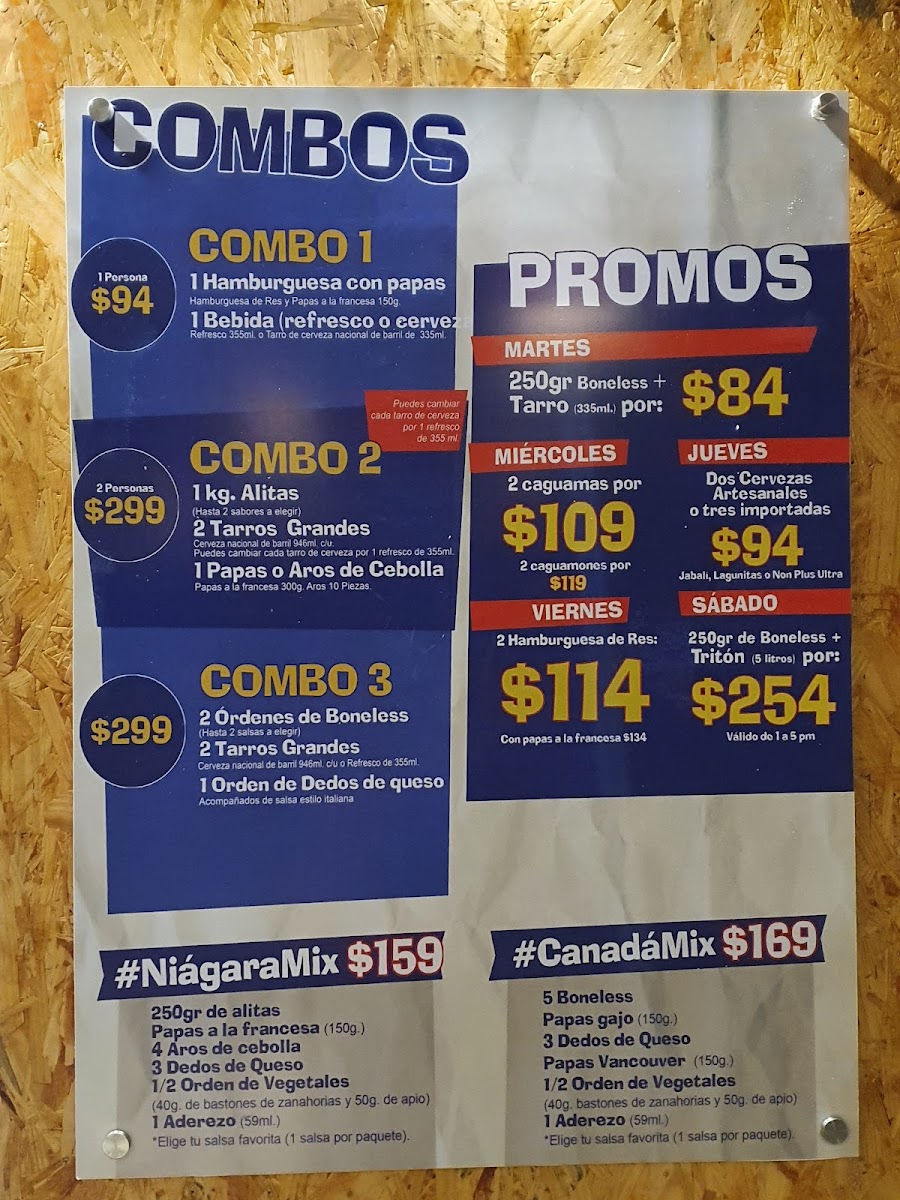 COMBOS
COMBO 1
1 Persona
$94
1 Hamburguesa con papas
Hamburguesa de Res y Papas a la francesa 150g.
1 Bebida (refresco o cerveza
Refresco 355ml. o Tarro de cerveza nacional de barril de 335ml.
Puedes cambiar
cada tarro de cerveza
por 1 refresco
de 355 ml.
COMBO 2
2 Personas
$299
1 kg. Alitas
(Hasta 2 sabores a elegir)
2 Tarros Grandes
Cerveza nacional de barril 946ml. c/u.
Puedes cambiar cada tarro de cerveza por 1 refresco de 355ml.
1 Papas o Aros de Cebolla
Papas a la francesa 300g. Aros 10 Piezas.
COMBO 3
$299
2 Órdenes de Boneless
(Hasta 2 salsas a elegir)
2 Tarros Grandes
Cerveza nacional de barril 946ml. c/u o Refresco de 355ml.
1 Orden de Dedos de queso
Acompañados de salsa estilo italiana
PROMOS
MARTES
250gr Boneless +
Tarro (335ml.) por:
$84
MIÉRCOLES
2 caguamas por
$109
2 caguamones por
$119
JUEVES
Dos Cervezas
Artesanales
o tres importadas
$94
Jabalí, Lagunitas o Non Plus Ultra
VIERNES
2 Hamburguesa de Res:
$114
Con papas a la francesa $134
SÁBADO
250gr de Boneless +
Tritón (5 litros) por:
$254
Válido de 1 a 5 pm
#NiágaraMix $159
250gr de alitas
Papas a la francesa (150g.)
4 Aros de cebolla
3 Dedos de Queso
1/2 Orden de Vegetales
(40g. de bastones de zanahorias y 50g. de apio)
1 Aderezo (59ml.)
*Elige tu salsa favorita (1 salsa por paquete).
#CanadáMix $169
5 Boneless
Papas gajo (150g.)
3 Dedos de Queso
Papas Vancouver (150g.)
1/2 Orden de Vegetales
(40g. de bastones de zanahorias y 50g. de apio)
1 Aderezo (59ml.)
*Elige tu salsa favorita (1 salsa por paquete).